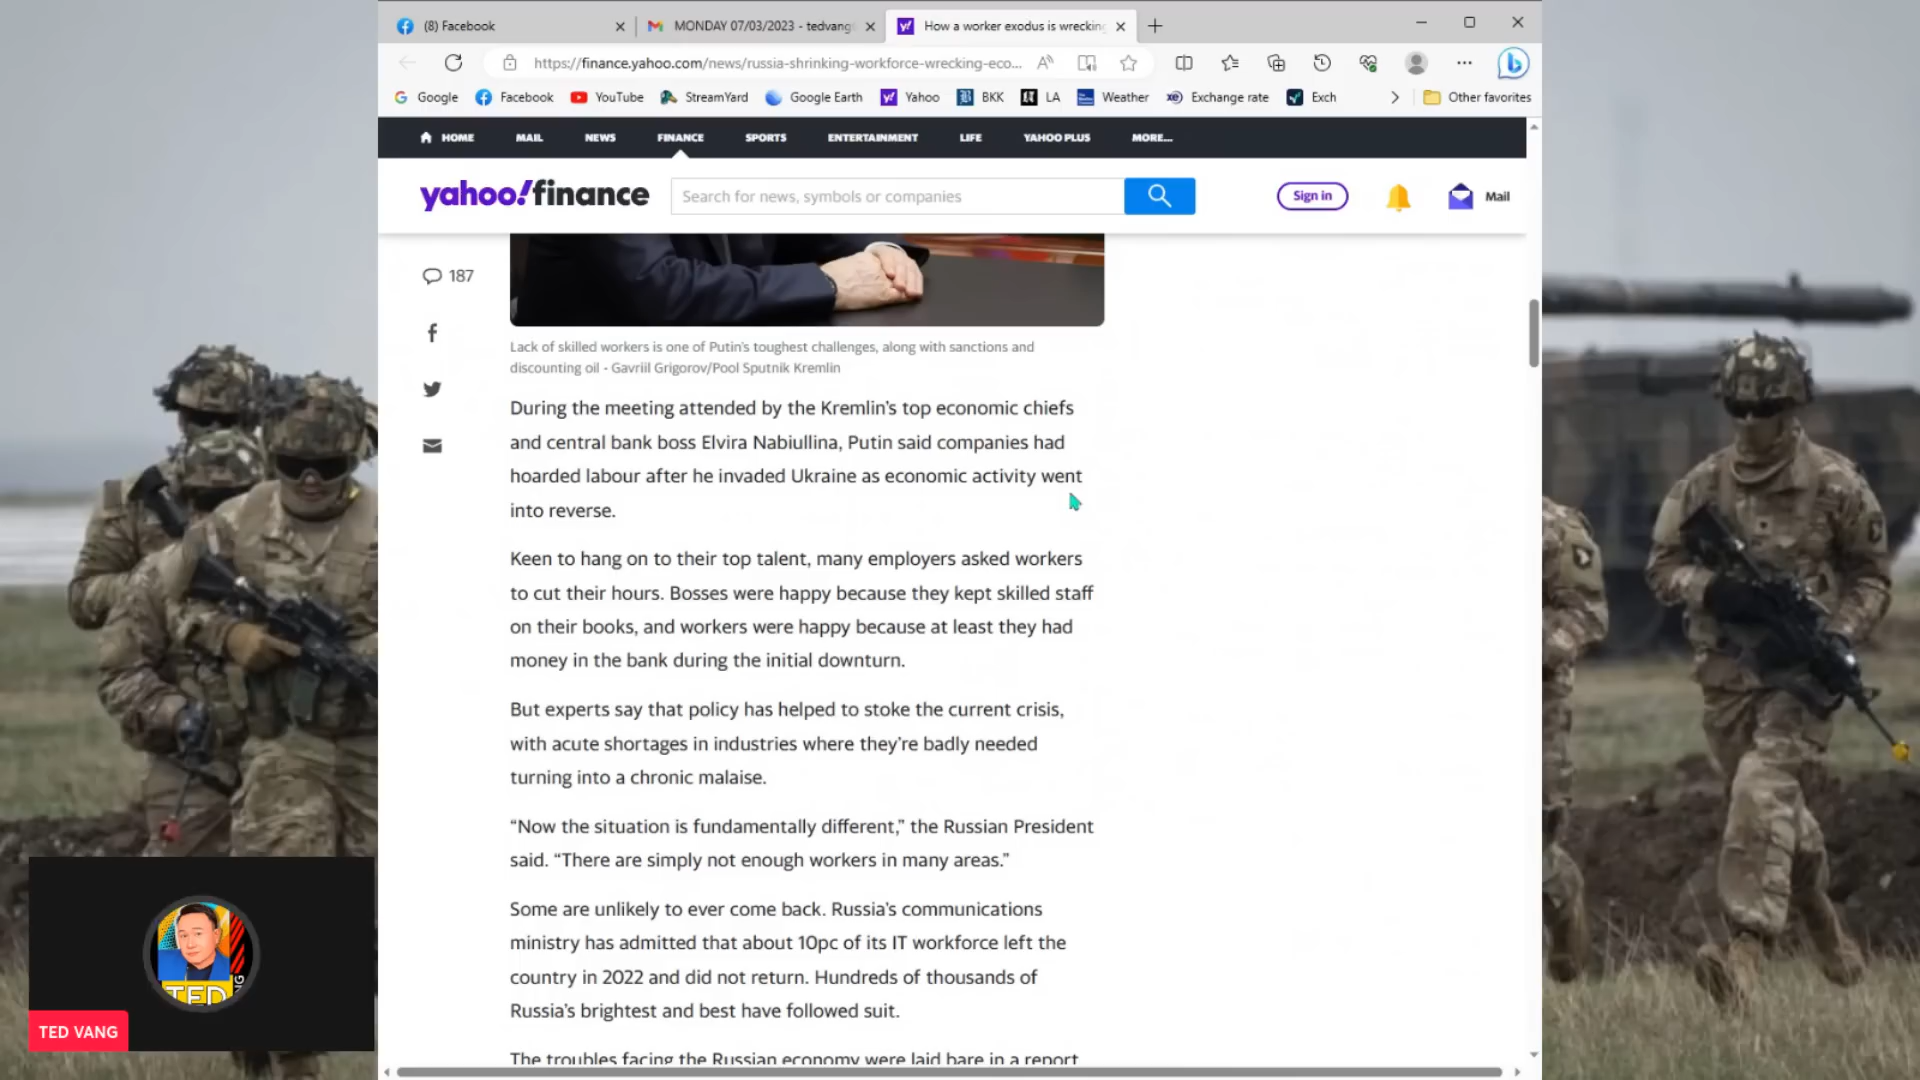 (8) Facebook
MONDAY 07/03/2023 - tedvang
How a worker exodus is wrecking
https://finance.yahoo.com/news/russia-shrinking-workforce-wrecking-eco...
Google
Facebook
YouTube
StreamYard
Google Earth
Yahoo
BKK
LA
Weather
Exchange rate
Exch
Other favorites
HOME
MAIL
NEWS
FINANCE
SPORTS
ENTERTAINMENT
LIFE
YAHOO PLUS
MORE...
yahoo!finance
Search for news, symbols or companies
Sign in
Mail
187
Lack of skilled workers is one of Putin's toughest challenges, along with sanctions and
discounting oil - Gavriil Grigorov/Pool Sputnik Kremlin
During the meeting attended by the Kremlin’s top economic chiefs
and central bank boss Elvira Nabiullina, Putin said companies had
hoarded labour after he invaded Ukraine as economic activity went
into reverse.
Keen to hang on to their top talent, many employers asked workers
to cut their hours. Bosses were happy because they kept skilled staff
on their books, and workers were happy because at least they had
money in the bank during the initial downturn.
But experts say that policy has helped to stoke the current crisis,
with acute shortages in industries where they’re badly needed
turning into a chronic malaise.
“Now the situation is fundamentally different,” the Russian President
said. “There are simply not enough workers in many areas.”
Some are unlikely to ever come back. Russia’s communications
ministry has admitted that about 10pc of its IT workforce left the
country in 2022 and did not return. Hundreds of thousands of
Russia’s brightest and best have followed suit.
The troubles facing the Russian economy were laid bare in a report
TED
TED VANG